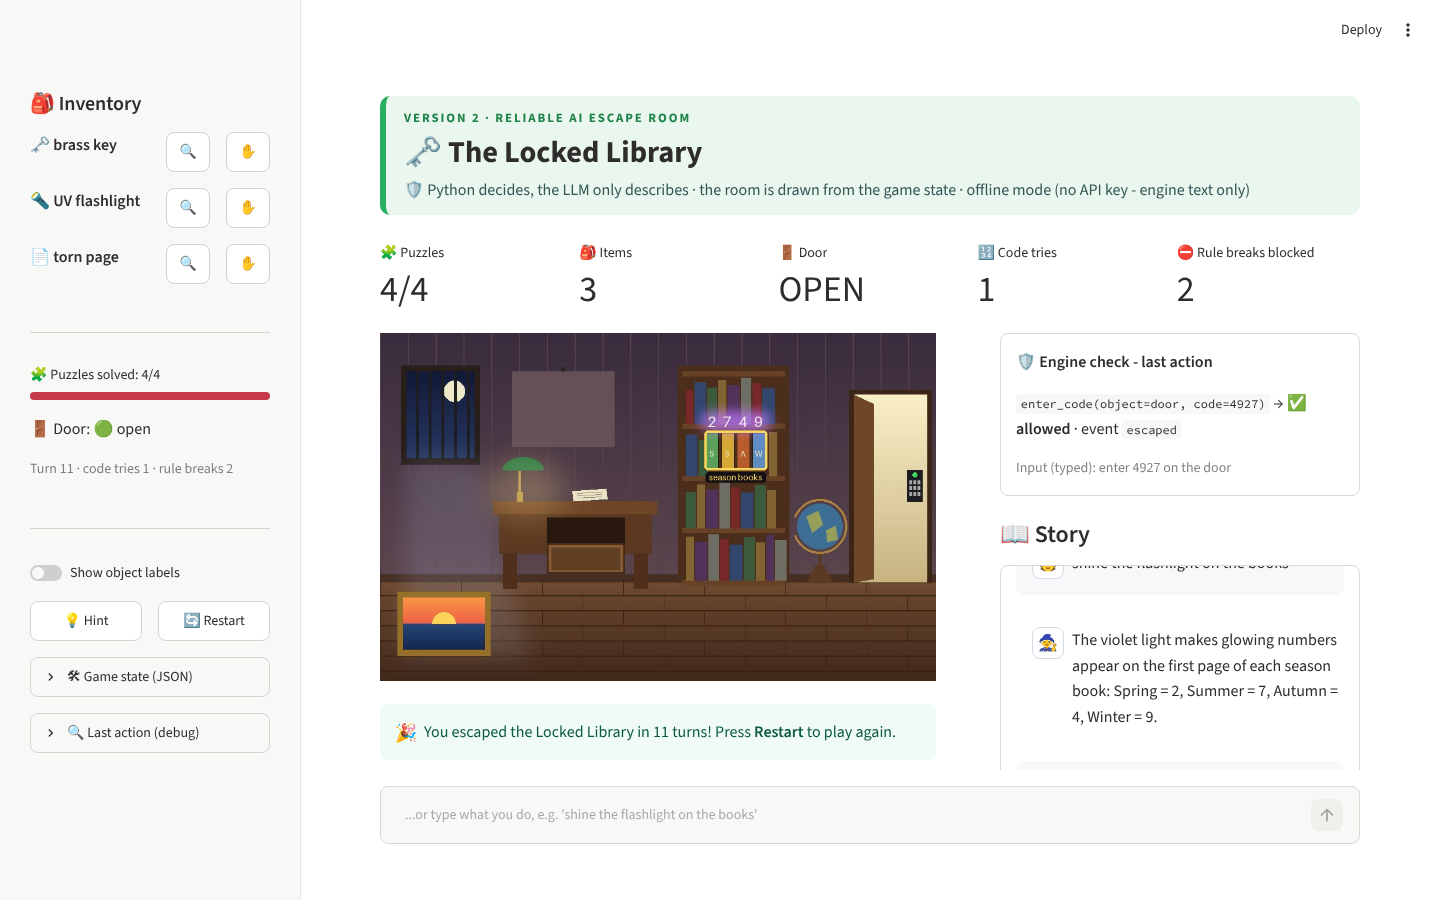 Deploy
🎒 Inventory
🗝️ brass key
🔦 UV flashlight
📄 torn page
🧩 Puzzles solved: 4/4
🚪 Door: 🟢 open
Turn 11 · code tries 1 · rule breaks 2
Show object labels
💡 Hint
🔄 Restart
🛠 Game state (JSON)
🔍 Last action (debug)
VERSION 2 · RELIABLE AI ESCAPE ROOM
🗝️ The Locked Library
🛡️ Python decides, the LLM only describes · the room is drawn from the game state · offline mode (no API key - engine text only)
🧩 Puzzles
4/4
🎒 Items
3
🚪 Door
OPEN
🔢 Code tries
1
⛔ Rule breaks blocked
2
2 7 4 9
S S A W
season books
🎉 You escaped the Locked Library in 11 turns! Press Restart to play again.
🛡️ Engine check - last action
enter_code(object=door, code=4927) → ✅
allowed · event escaped
Input (typed): enter 4927 on the door
📖 Story
shine the flashlight on the books
The violet light makes glowing numbers
appear on the first page of each season
book: Spring = 2, Summer = 7, Autumn =
4, Winter = 9.
...or type what you do, e.g. 'shine the flashlight on the books'